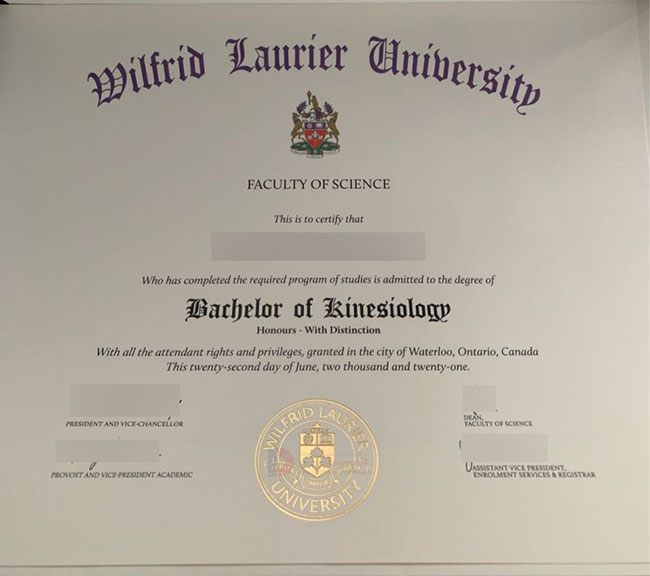 Wilfrid Laurier University
FACULTY OF SCIENCE
This is to certify that
Who has completed the required program of studies is admitted to the degree of
Bachelor of Kinesiology
Honours - With Distinction
With all the attendant rights and privileges, granted in the city of Waterloo, Ontario, Canada
This twenty-second day of June, two thousand and twenty-one.
PRESIDENT AND VICE-CHANCELLOR
DEAN,
FACULTY OF SCIENCE
PROVOST AND VICE-PRESIDENT ACADEMIC
ASSISTANT VICE PRESIDENT,
ENROLMENT SERVICES & REGISTRAR
WILFRID LAURIER
UNIVERSITY